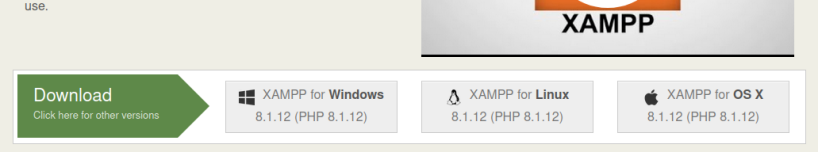 use.
XAMPP
Download
Click here for other versions
XAMPP for Windows
8.1.12 (PHP 8.1.12)
XAMPP for Linux
8.1.12 (PHP 8.1.12)
XAMPP for OS X
8.1.12 (PHP 8.1.12)